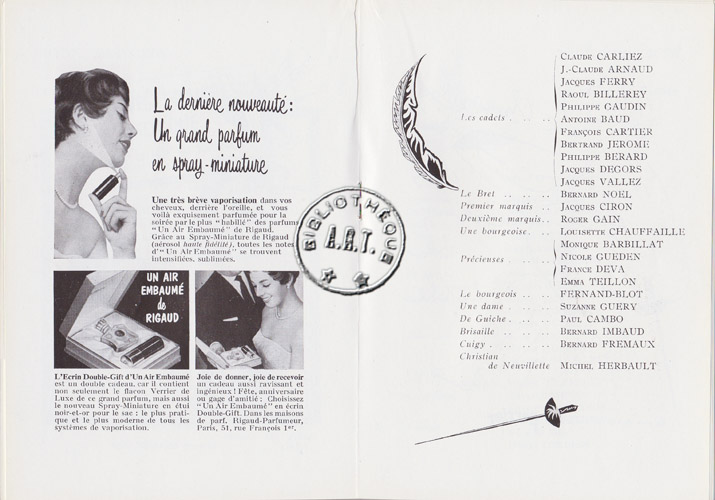 La dernière nouveauté :
Un grand parfum
en spray-miniature
Une très brève vaporisation dans vos
cheveux, derrière l'oreille, et vous
voilà exquisement parfumée pour la
soirée par le plus "habillé" des parfums
"Un Air Embaumé" de Rigaud.
Grâce au Spray-Miniature de Rigaud
(aérosol haute fidélité), toutes les notes
d'"Un Air Embaumé" se trouvent
intensifiées, sublimées.
UN AIR
EMBAUMÉ
de
RIGAUD
L'Ecrin Double-Gift d'Un Air Embaumé
est un double cadeau, car il contient
non seulement le flacon Verrier de
Luxe de ce grand parfum, mais aussi
le nouveau Spray-Miniature en étui
noir-et-or pour le sac : le plus prati-
que et le plus moderne de tous les
systèmes de vaporisation.
Joie de donner, joie de recevoir
un cadeau aussi ravissant et
ingénieux ! Fête, anniversaire
ou gage d'amitié : Choisissez
"Un Air Embaumé" en écrin
Double-Gift. Dans les maisons
de parf. Rigaud-Parfumeur,
Paris, 51, rue François 1er.
BIBLIOTHÈQUE
A.R.T.
Claude CARLIEZ
J.-Claude ARNAUD
Jacques FERRY
Raoul BILLEREY
Philippe GAUDIN
Les cadets . . . . . Antoine BAUD
François CARTIER
Bertrand JEROME
Philippe BERARD
Jacques DEGORS
Jacques VALLEZ
Le Bret . . . . . . Bernard NOEL
Premier marquis . . Jacques CIRON
Deuxième marquis . . Roger GAIN
Une bourgeoise . . . Louisette CHAUFFAILLE
Monique BARBILLAT
Précieuses . . . . . Nicole GUEDEN
France DEVA
Emma TEILLON
Le bourgeois . . . . FERNAND-BLOT
Une dame . . . . . Suzanne GUERY
De Guiche . . . . . Paul CAMBO
Brisaille . . . . . . Bernard IMBAUD
Cuigy . . . . . . . Bernard FREMAUX
Christian
de Neuvillette Michel HERBAULT